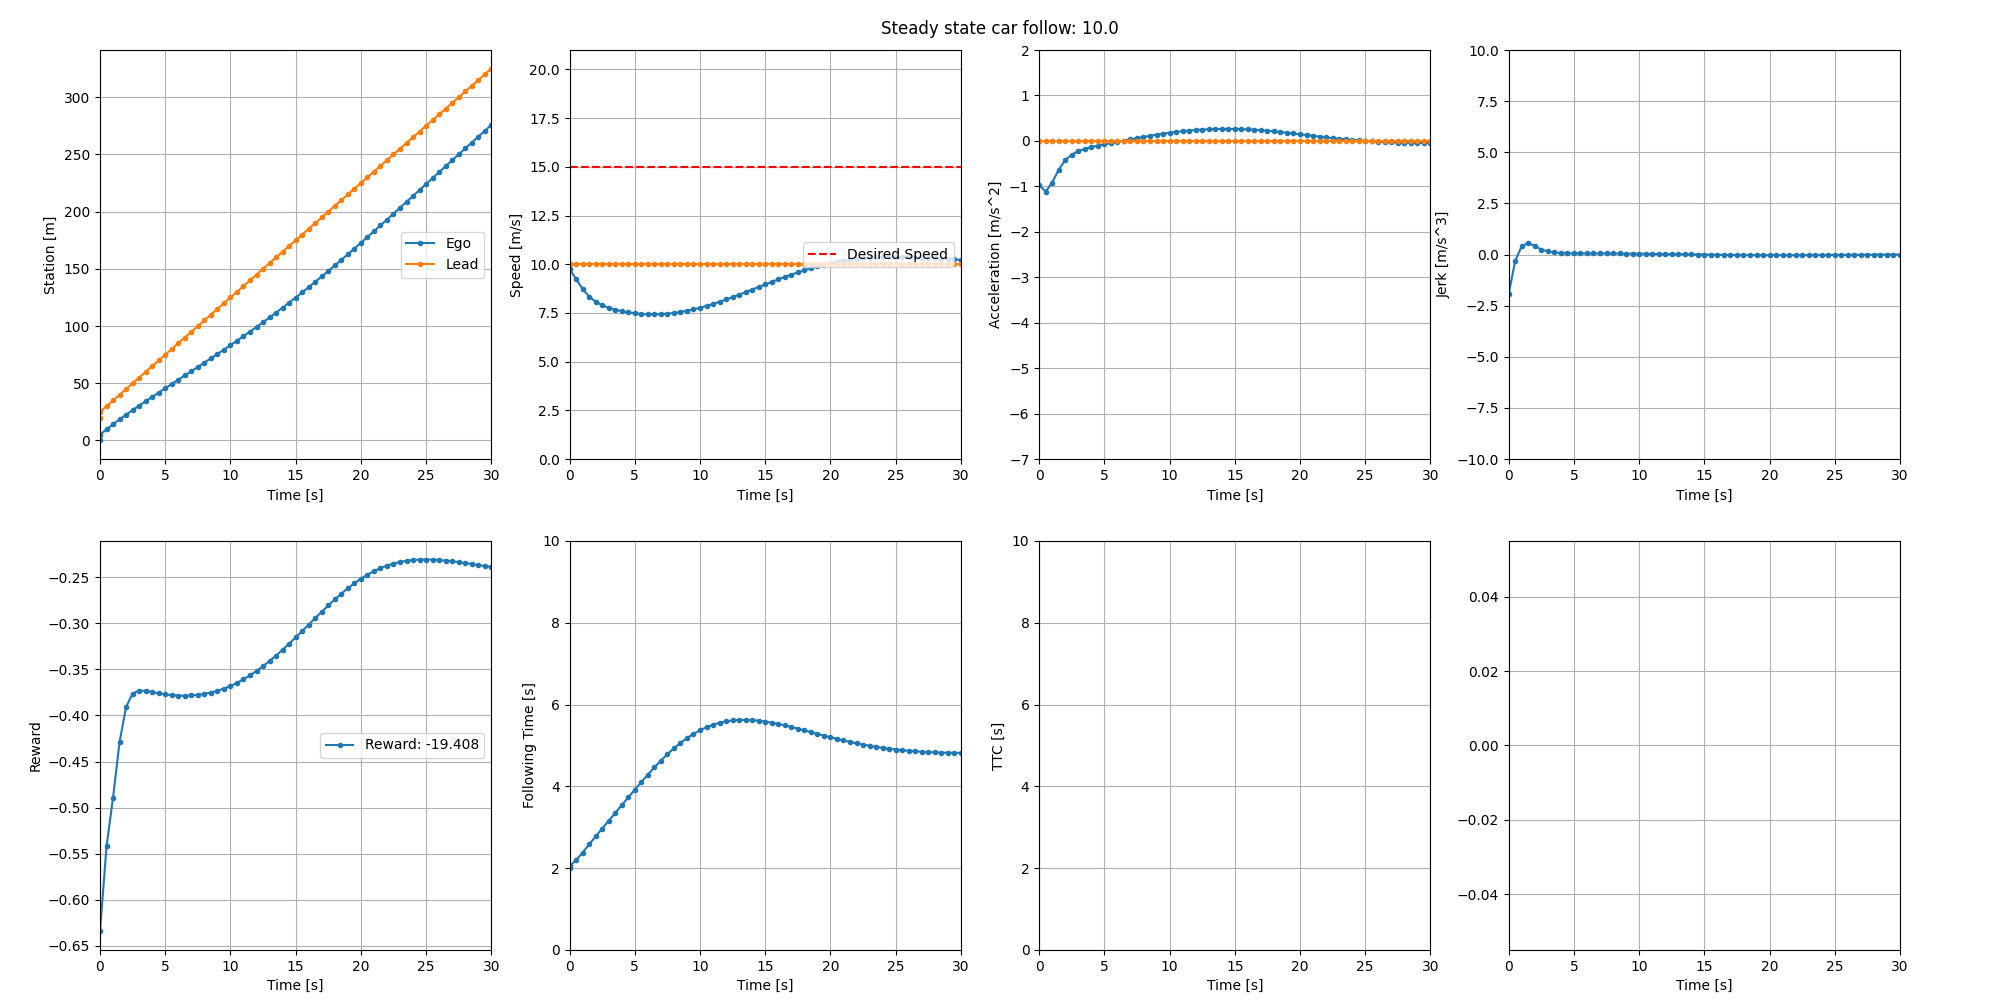 Steady state car follow: 10.0
300
250
200
150
100
50
0
Station [m]
Ego
Lead
0 5 10 15 20 25 30
Time [s]
20.0
17.5
15.0
12.5
10.0
7.5
5.0
2.5
0.0
Speed [m/s]
Desired Speed
0 5 10 15 20 25 30
Time [s]
2
1
0
−1
−2
−3
−4
−5
−6
−7
Acceleration [m/s^2]
0 5 10 15 20 25 30
Time [s]
10.0
7.5
5.0
2.5
0.0
−2.5
−5.0
−7.5
−10.0
Jerk [m/s^3]
0 5 10 15 20 25 30
Time [s]
−0.25
−0.30
−0.35
−0.40
−0.45
−0.50
−0.55
−0.60
−0.65
Reward
Reward: -19.408
0 5 10 15 20 25 30
Time [s]
10
8
6
4
2
0
Following Time [s]
0 5 10 15 20 25 30
Time [s]
10
8
6
4
2
0
TTC [s]
0 5 10 15 20 25 30
Time [s]
0.04
0.02
0.00
−0.02
−0.04
0 5 10 15 20 25 30
Time [s]